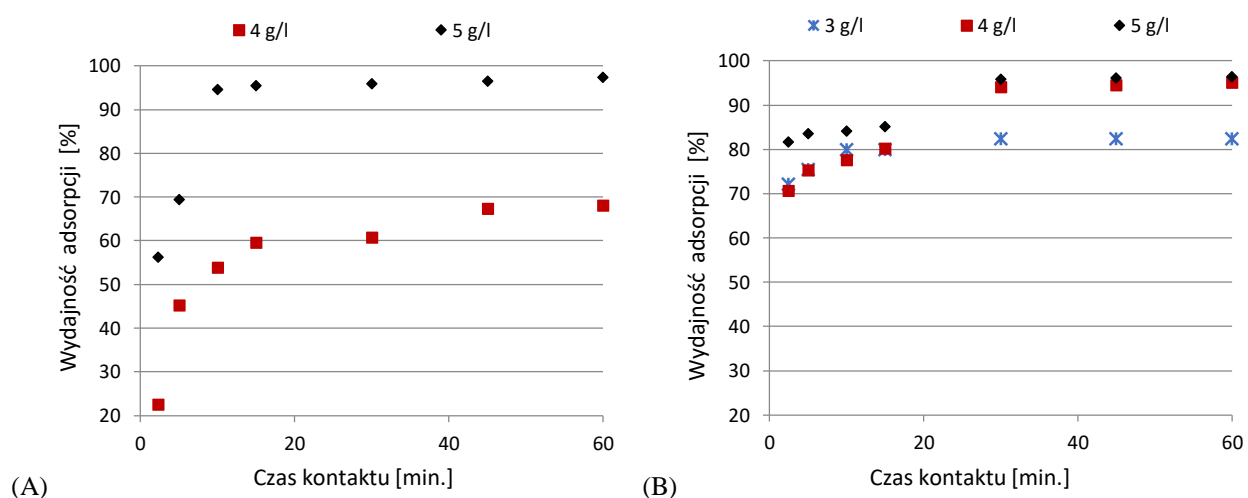 4 g/l 5 g/l
100
90
80
70
60
50
40
30
20
0 20 40 60
Wydajność adsorpcji [%]
Czas kontaktu [min.]
(A)
3 g/l 4 g/l 5 g/l
100
90
80
70
60
50
40
30
20
0 20 40 60
Wydajność adsorpcji [%]
Czas kontaktu [min.]
(B)